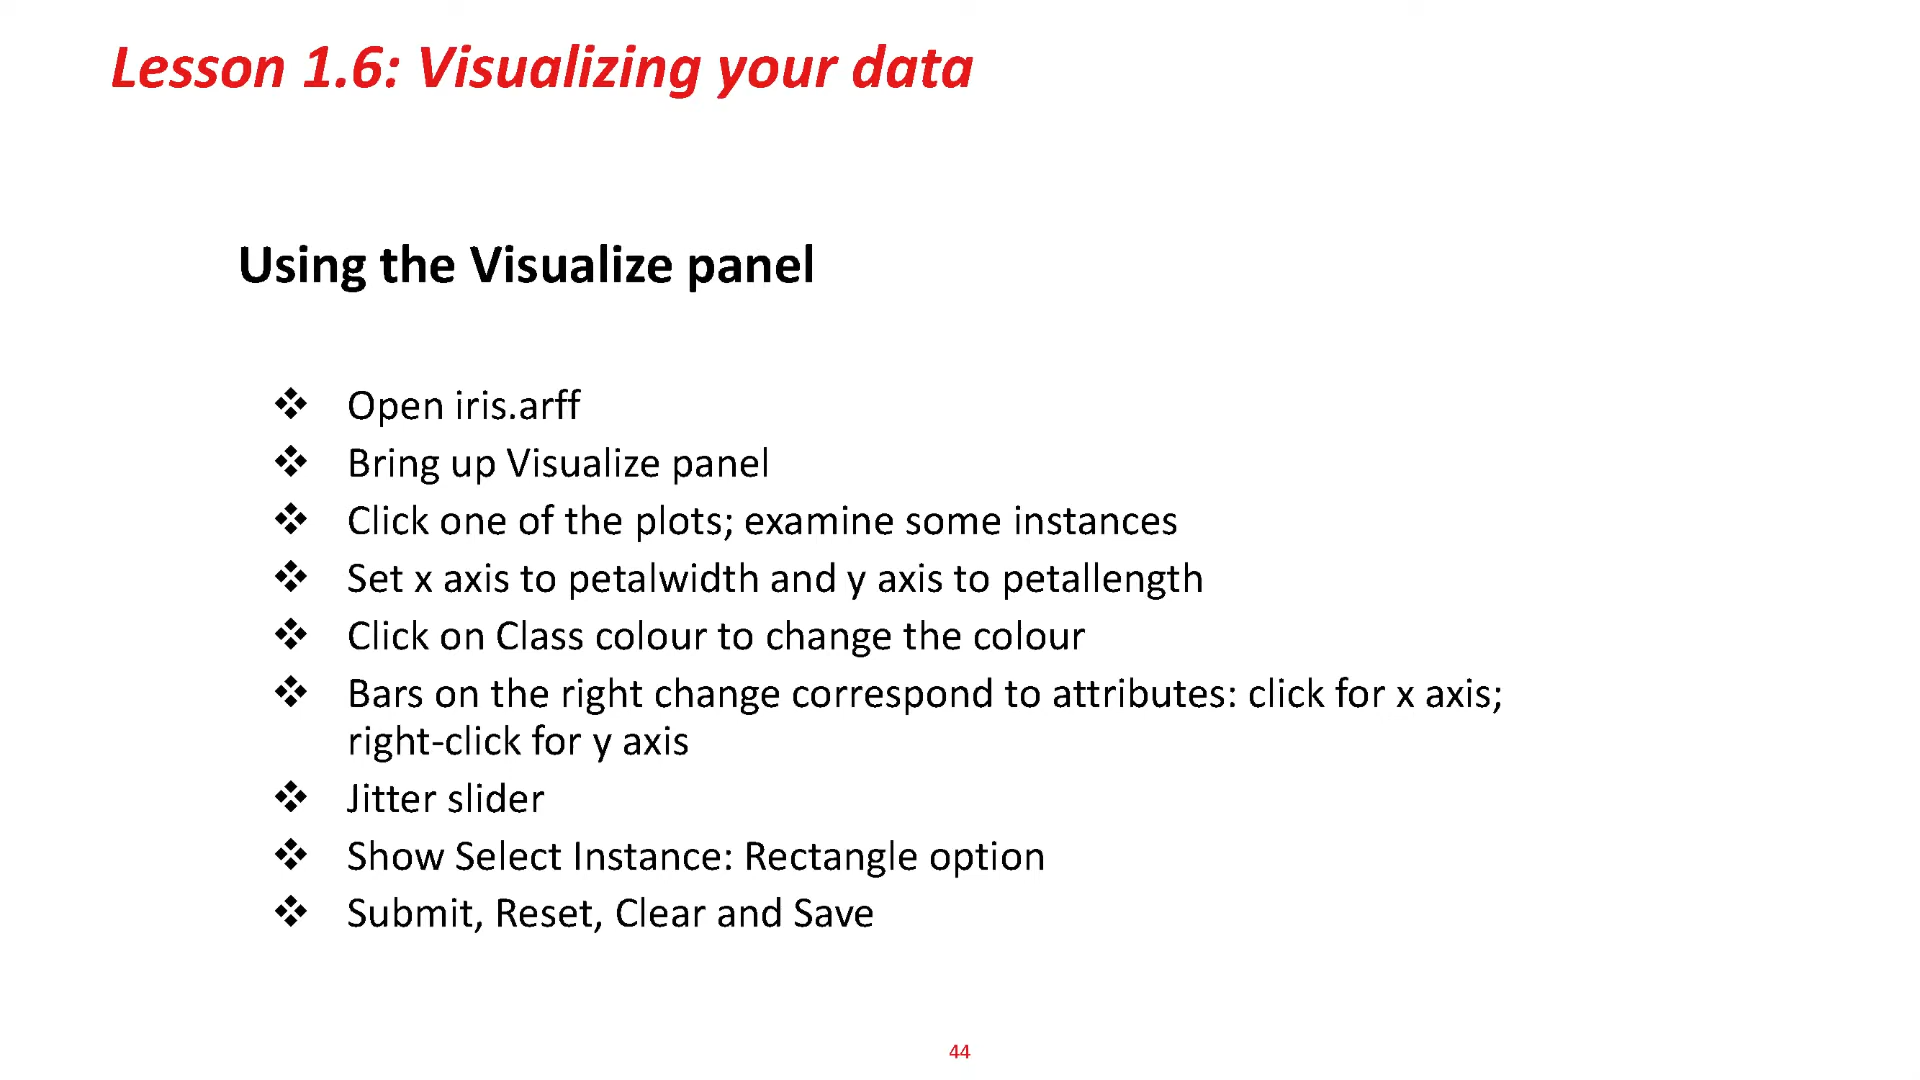 Lesson 1.6: Visualizing your data
Using the Visualize panel
❖ Open iris.arff
❖ Bring up Visualize panel
❖ Click one of the plots; examine some instances
❖ Set x axis to petalwidth and y axis to petallength
❖ Click on Class colour to change the colour
❖ Bars on the right change correspond to attributes: click for x axis;
right-click for y axis
❖ Jitter slider
❖ Show Select Instance: Rectangle option
❖ Submit, Reset, Clear and Save
44